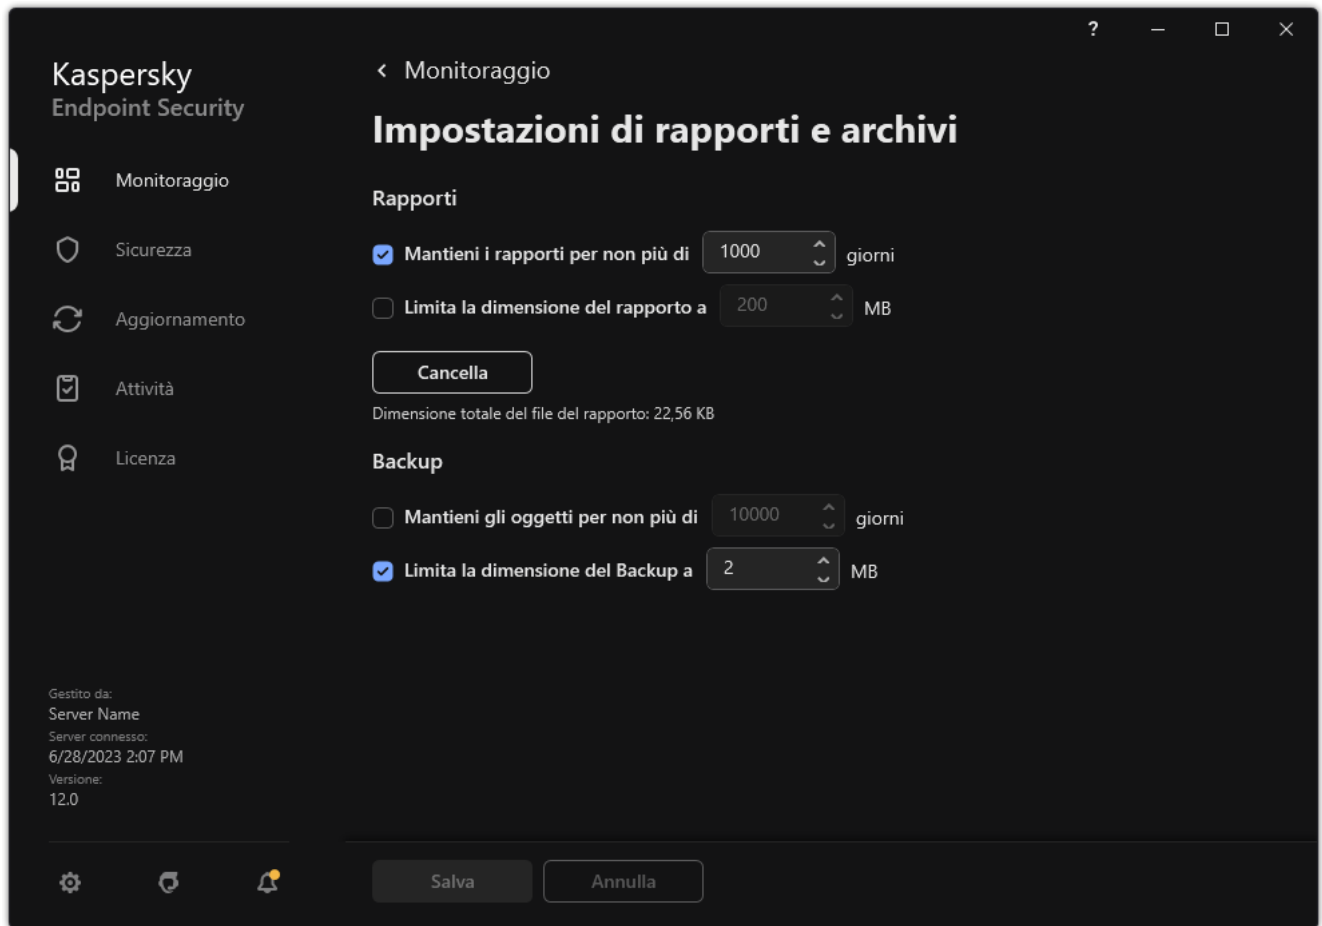 ?
Kaspersky
Endpoint Security
Monitoraggio
Sicurezza
Aggiornamento
Attività
Licenza
Gestito da:
Server Name
Server connesso:
6/28/2023 2:07 PM
Versione:
12.0
Monitoraggio
Impostazioni di rapporti e archivi
Rapporti
Mantieni i rapporti per non più di 1000 giorni
Limita la dimensione del rapporto a 200 MB
Cancella
Dimensione totale del file del rapporto: 22,56 KB
Backup
Mantieni gli oggetti per non più di 10000 giorni
Limita la dimensione del Backup a 2 MB
Salva Annulla